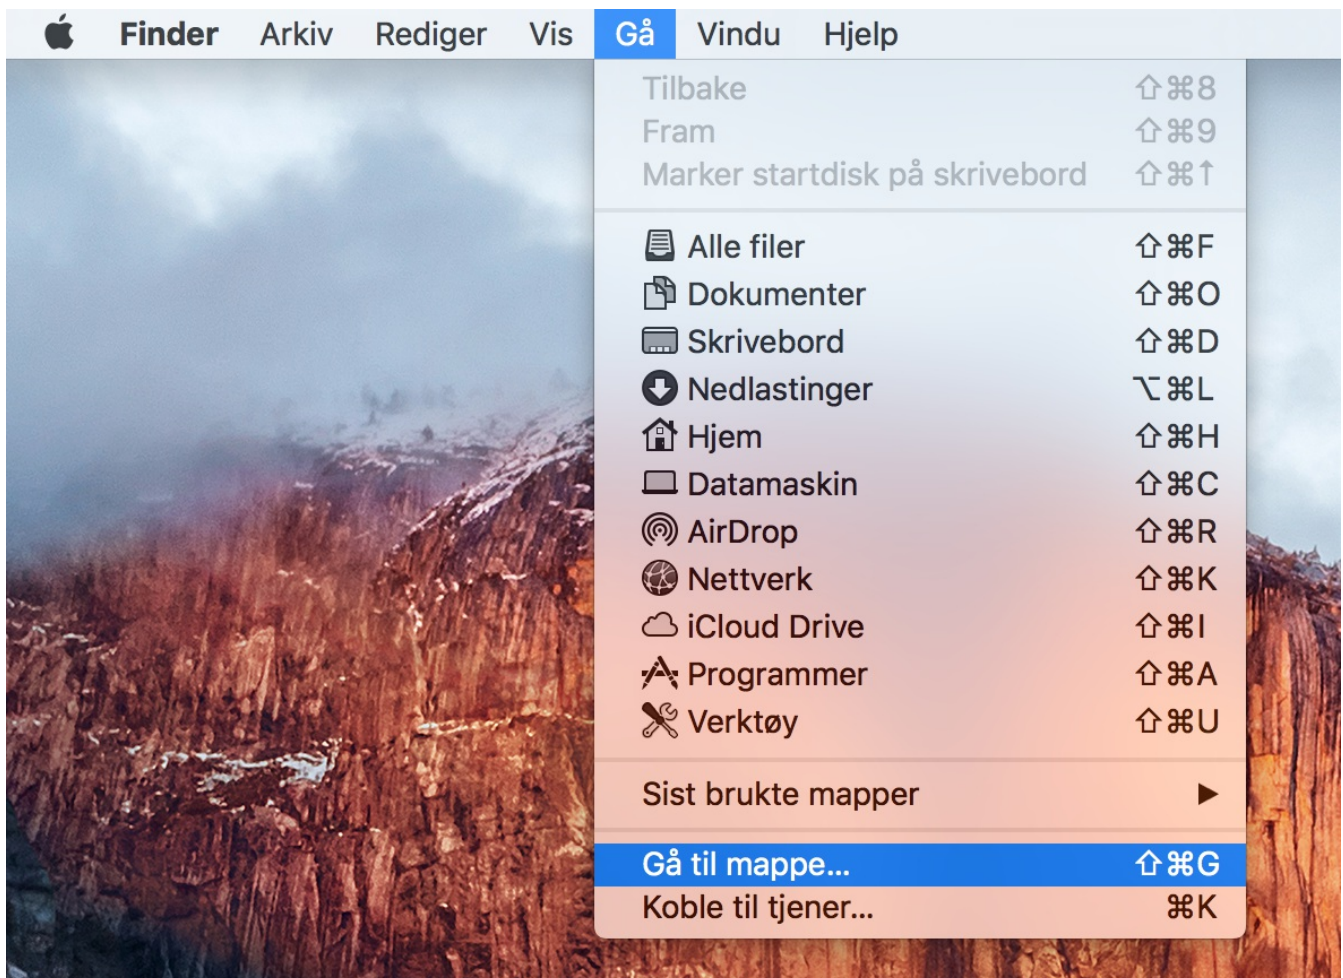 Finder Arkiv Rediger Vis Gå Vindu Hjelp
Tilbake ⇧⌘8
Fram ⇧⌘9
Marker startdisk på skrivebord ⇧⌘↑
Alle filer ⇧⌘F
Dokumenter ⇧⌘O
Skrivebord ⇧⌘D
Nedlastinger ⌥⌘L
Hjem ⇧⌘H
Datamaskin ⇧⌘C
AirDrop ⇧⌘R
Nettverk ⇧⌘K
iCloud Drive ⇧⌘I
Programmer ⇧⌘A
Verktøy ⇧⌘U
Sist brukte mapper ▶
Gå til mappe... ⇧⌘G
Koble til tjener... ⌘K